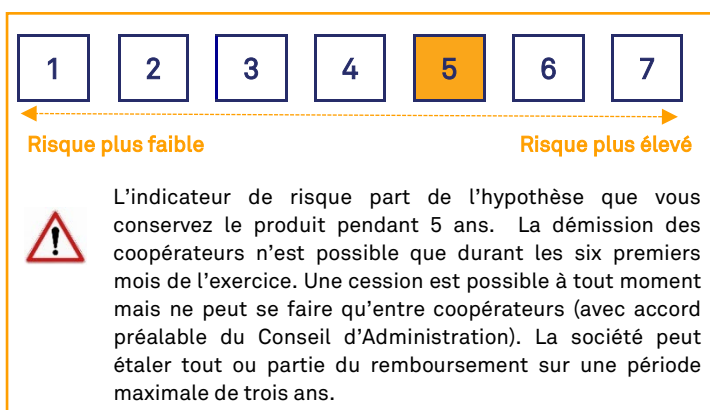 1 2 3 4 5 6 7
Risque plus faible Risque plus élevé
L’indicateur de risque part de l’hypothèse que vous
conservez le produit pendant 5 ans. La démission des
coopérateurs n’est possible que durant les six premiers
mois de l’exercice. Une cession est possible à tout moment
mais ne peut se faire qu’entre coopérateurs (avec accord
préalable du Conseil d’Administration). La société peut
étaler tout ou partie du remboursement sur une période
maximale de trois ans.